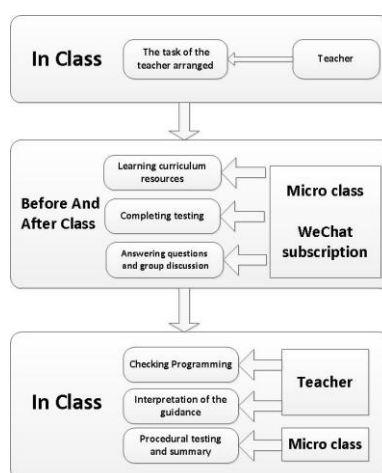 In Class
The task of the
teacher arranged
Teacher
Before And
After Class
Learning curriculum
resources
Completing testing
Answering questions
and group discussion
Micro class
WeChat
subscription
In Class
Checking Programming
Interpretation of the
guidance
Procedural testing
and summary
Teacher
Micro class